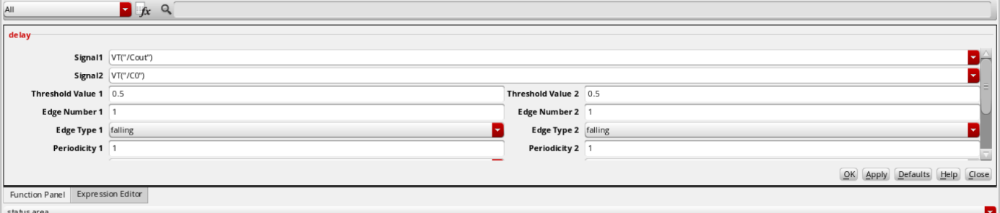 All fx
delay
Signal1 VT("/Cout")
Signal2 VT("/C0")
Threshold Value 1 0.5 Threshold Value 2 0.5
Edge Number 1 1 Edge Number 2 1
Edge Type 1 falling Edge Type 2 falling
Periodicity 1 1 Periodicity 2 1
OK Apply Defaults Help Close
Function Panel Expression Editor
status area